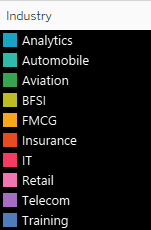 Industry
Analytics
Automobile
Aviation
BFSI
FMCG
Insurance
IT
Retail
Telecom
Training